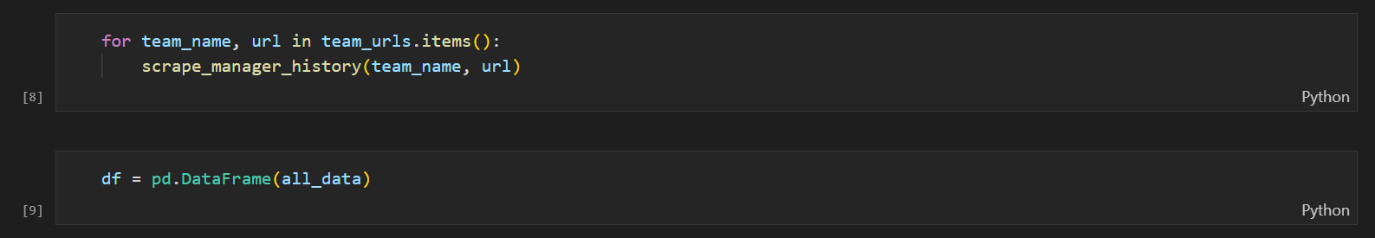 for team_name, url in team_urls.items():
    scrape_manager_history(team_name, url)
[8]
Python
df = pd.DataFrame(all_data)
[9]
Python